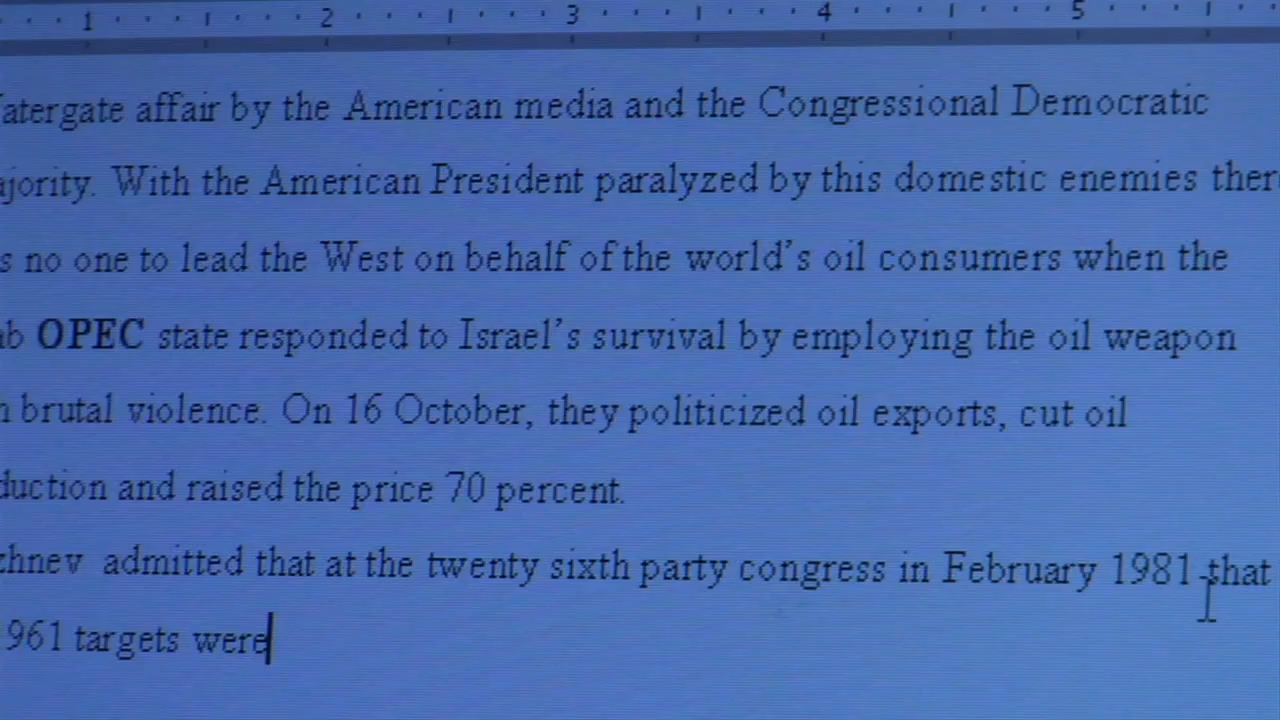 1 2 3 4 5
atergate affair by the American media and the Congressional Democratic
ajority. With the American President paralyzed by this domestic enemies ther
s no one to lead the West on behalf of the world's oil consumers when the
ab OPEC state responded to Israel's survival by employing the oil weapon
h brutal violence. On 16 October, they politicized oil exports, cut oil
duction and raised the price 70 percent.
zhnev admitted that at the twenty sixth party congress in February 1981 that
961 targets were